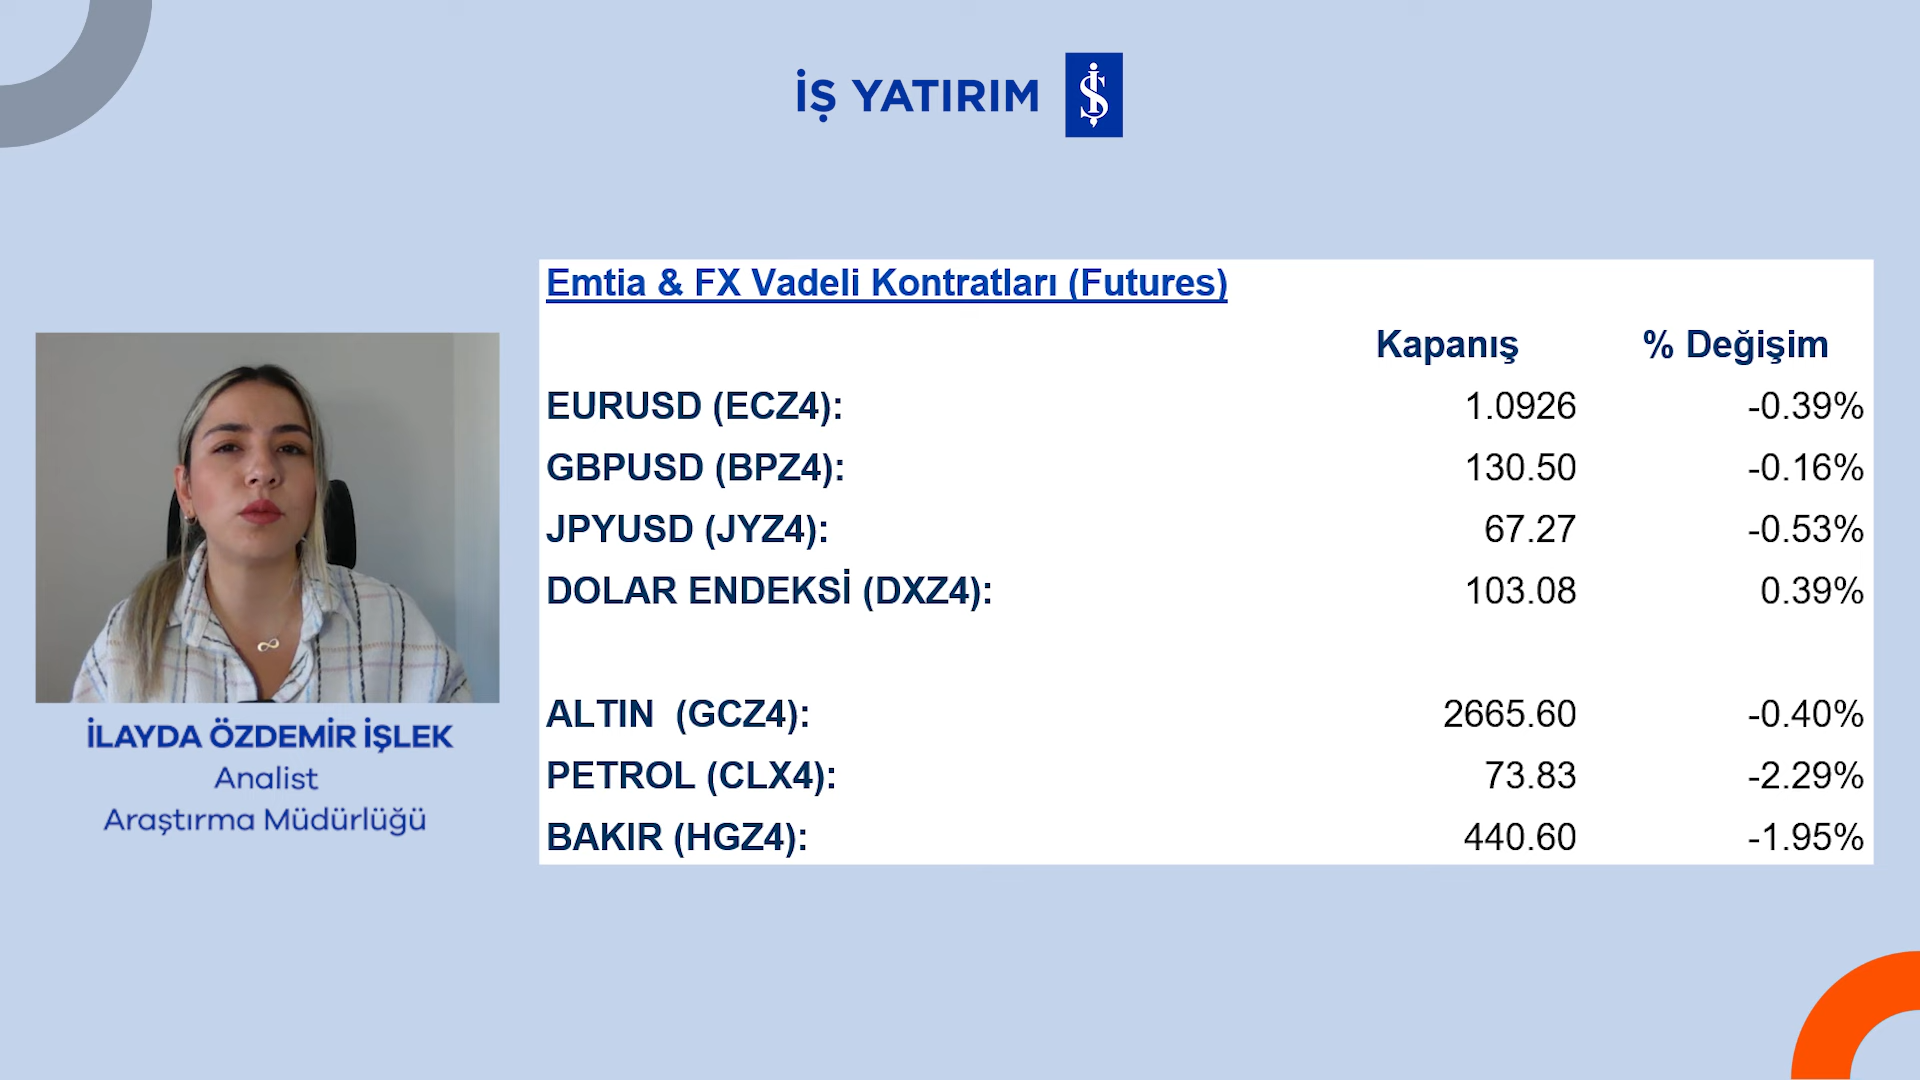 İŞ YATIRIM
Emtia & FX Vadeli Kontratları (Futures)
Kapanış % Değişim
EURUSD (ECZ4): 1.0926 -0.39%
GBPUSD (BPZ4): 130.50 -0.16%
JPYUSD (JYZ4): 67.27 -0.53%
DOLAR ENDEKSİ (DXZ4): 103.08 0.39%
ALTIN (GCZ4): 2665.60 -0.40%
PETROL (CLX4): 73.83 -2.29%
BAKIR (HGZ4): 440.60 -1.95%
İLAYDA ÖZDEMİR İŞLEK
Analist
Araştırma Müdürlüğü